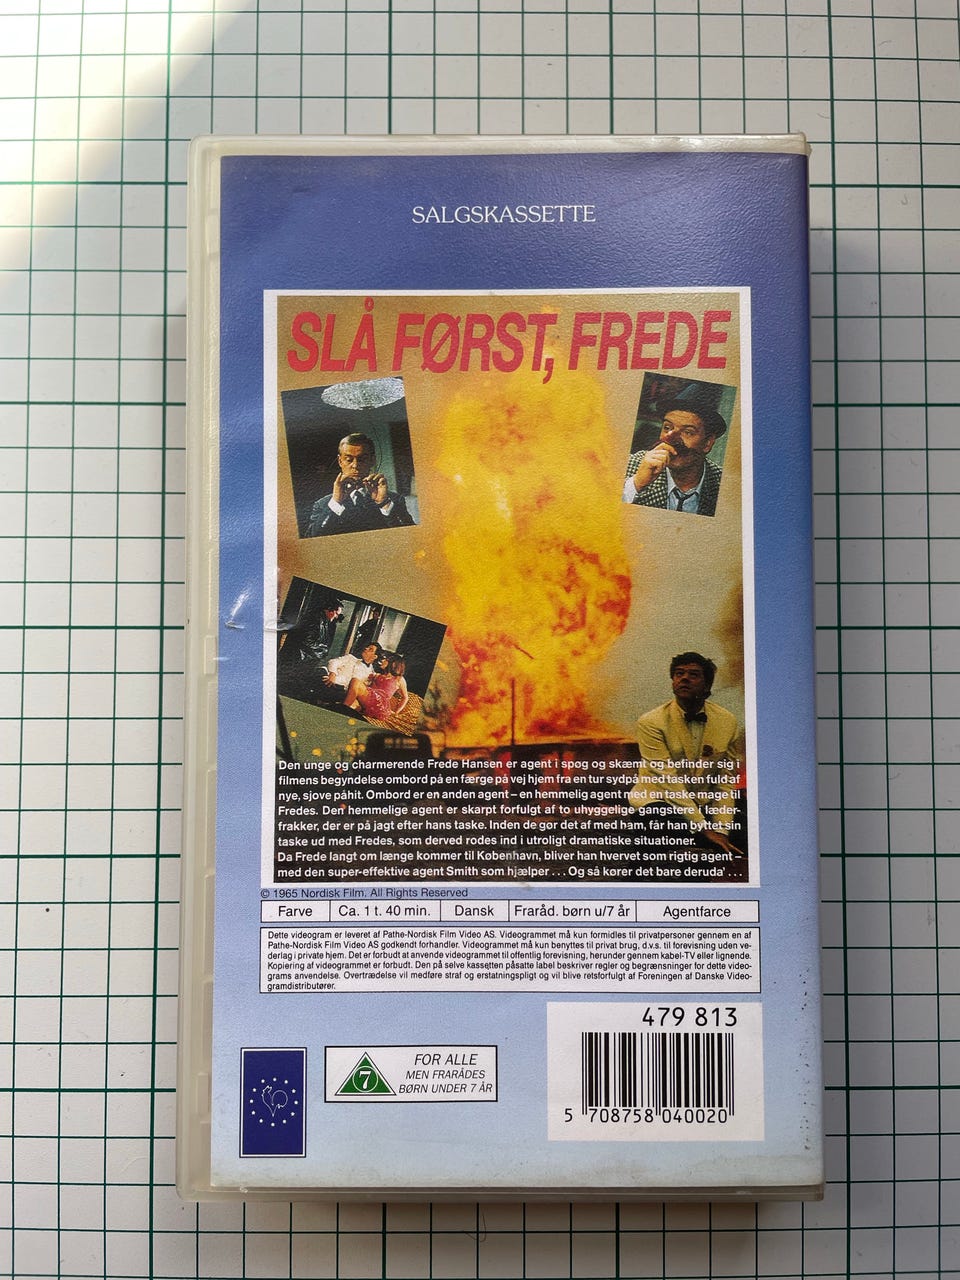 SALGSKASSETTE
SLÅ FØRST, FREDE
Den unge og charmerende Frede Hansen er agent i spøg og skæmt og befinder sig i
filmens begyndelse ombord på en færge på vej hjem fra en tur sydpå med tasken fuld af
nye, sjove påhit. Ombord er en anden agent – en hemmelig agent med en taske mage til
Fredes. Den hemmelige agent er skarpt forfulgt af to uhyggelige gangstere i læder-
frakker, der er på jagt efter hans taske. Inden de gør det af med ham, får han byttet sin
taske ud med Fredes, som derved rodes ind i utroligt dramatiske situationer.
Da Frede langt om længe kommer til København, bliver han hvervet som rigtig agent –
med den super-effektive agent Smith som hjælper . . . Og så kører det bare deruda' . . .
© 1965 Nordisk Film. All Rights Reserved
Farve Ca. 1 t. 40 min. Dansk Fraråd. børn u/7 år Agentfarce
Dette videogram er leveret af Pathe-Nordisk Film Video AS. Videogrammet må kun formidles til privatpersoner gennem en af
Pathe-Nordisk Film Video AS godkendt forhandler. Videogrammet må kun benyttes til privat brug, d.v.s. til forevisning uden ve-
derlag i private hjem. Det er forbudt at anvende videogrammet til offentlig forevisning, herunder gennem kabel-TV eller lignende.
Kopiering af videogrammet er forbudt. Den på selve kassetten påsatte label beskriver regler og begrænsninger for dette video-
grams anvendelse. Overtrædelse vil medføre straf og erstatningspligt og vil blive retsforfulgt af Foreningen af Danske Video-
gramdistributører.
479 813
7
FOR ALLE
MEN FRARÅDES
BØRN UNDER 7 ÅR
5 708758 040020